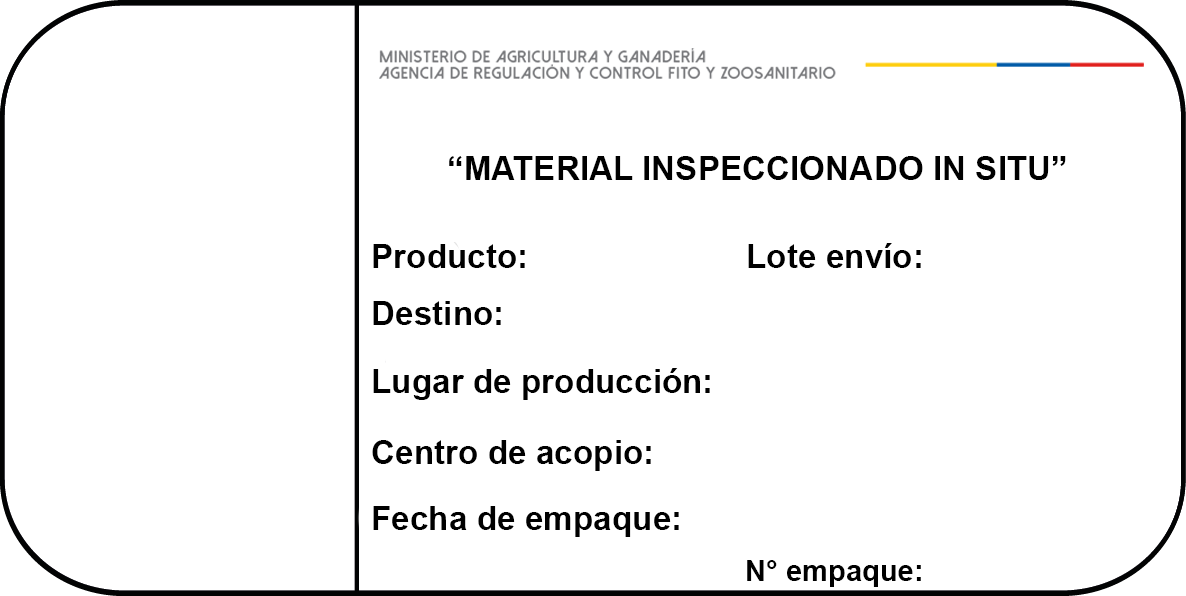 MINISTERIO DE AGRICULTURA Y GANADERÍA
AGENCIA DE REGULACIÓN Y CONTROL FITO Y ZOOSANITARIO
“MATERIAL INSPECCIONADO IN SITU”
Producto: Lote envío:
Destino:
Lugar de producción:
Centro de acopio:
Fecha de empaque:
N° empaque: